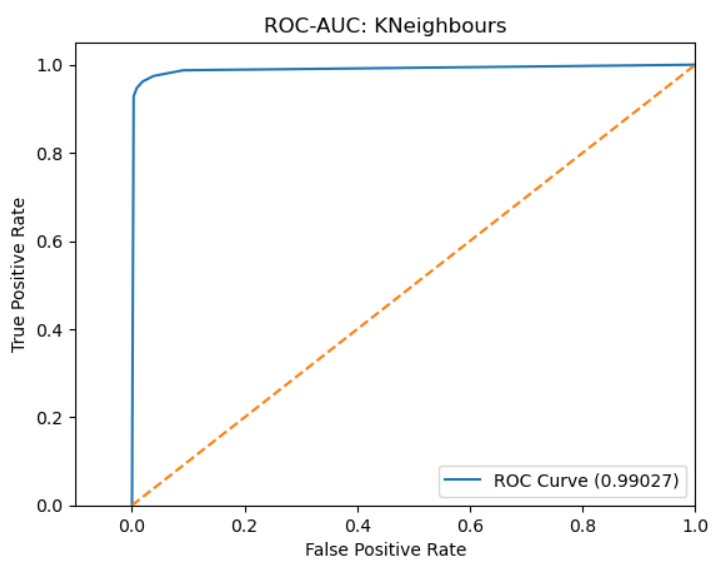 ROC-AUC: KNeighbours
True Positive Rate
1.0
0.8
0.6
0.4
0.2
0.0
ROC Curve (0.99027)
0.0 0.2 0.4 0.6 0.8 1.0
False Positive Rate